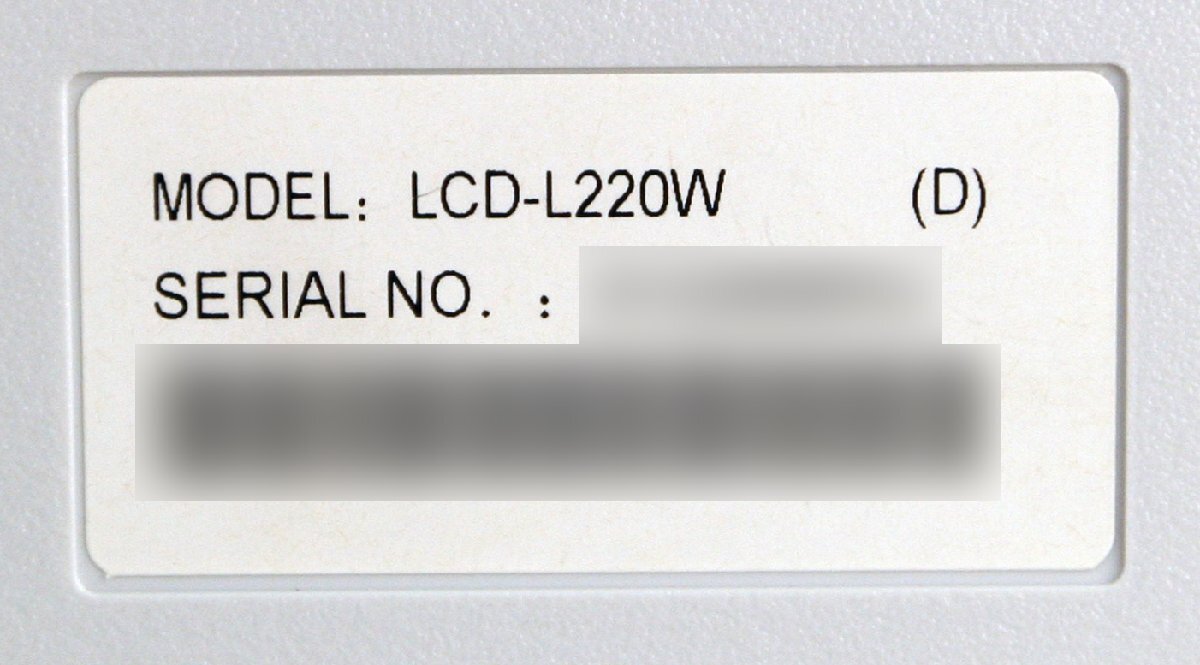 MODEL: LCD-L220W (D)
SERIAL NO. :